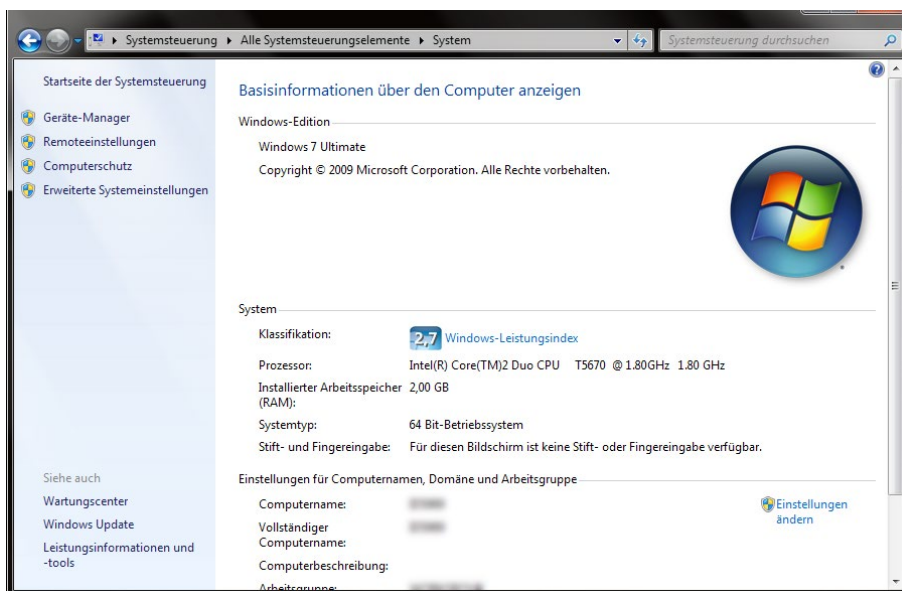 Systemsteuerung ▸ Alle Systemsteuerungselemente ▸ System
Systemsteuerung durchsuchen
Startseite der Systemsteuerung
Geräte-Manager
Remoteeinstellungen
Computerschutz
Erweiterte Systemeinstellungen
Siehe auch
Wartungscenter
Windows Update
Leistungsinformationen und
-tools
Basisinformationen über den Computer anzeigen
Windows-Edition
Windows 7 Ultimate
Copyright © 2009 Microsoft Corporation. Alle Rechte vorbehalten.
System
Klassifikation: 2,7 Windows-Leistungsindex
Prozessor: Intel(R) Core(TM)2 Duo CPU T5670 @ 1.80GHz 1.80 GHz
Installierter Arbeitsspeicher 2,00 GB
(RAM):
Systemtyp: 64 Bit-Betriebssystem
Stift- und Fingereingabe: Für diesen Bildschirm ist keine Stift- oder Fingereingabe verfügbar.
Einstellungen für Computernamen, Domäne und Arbeitsgruppe
Computername: Einstellungen
ändern
Vollständiger
Computername:
Computerbeschreibung:
Arbeitsgruppe: